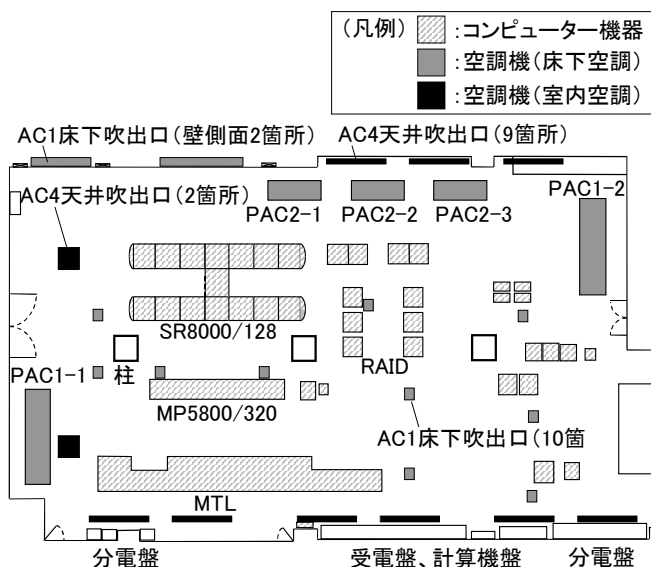 (凡例)
:コンピューター機器
:空調機(床下空調)
:空調機(室内空調)
AC1床下吹出口(壁側面2箇所)
AC4天井吹出口(9箇所)
AC4天井吹出口(2箇所)
PAC2-1
PAC2-2
PAC2-3
PAC1-2
SR8000/128
柱
RAID
PAC1-1
MP5800/320
AC1床下吹出口(10箇
MTL
分電盤
受電盤、計算機盤
分電盤